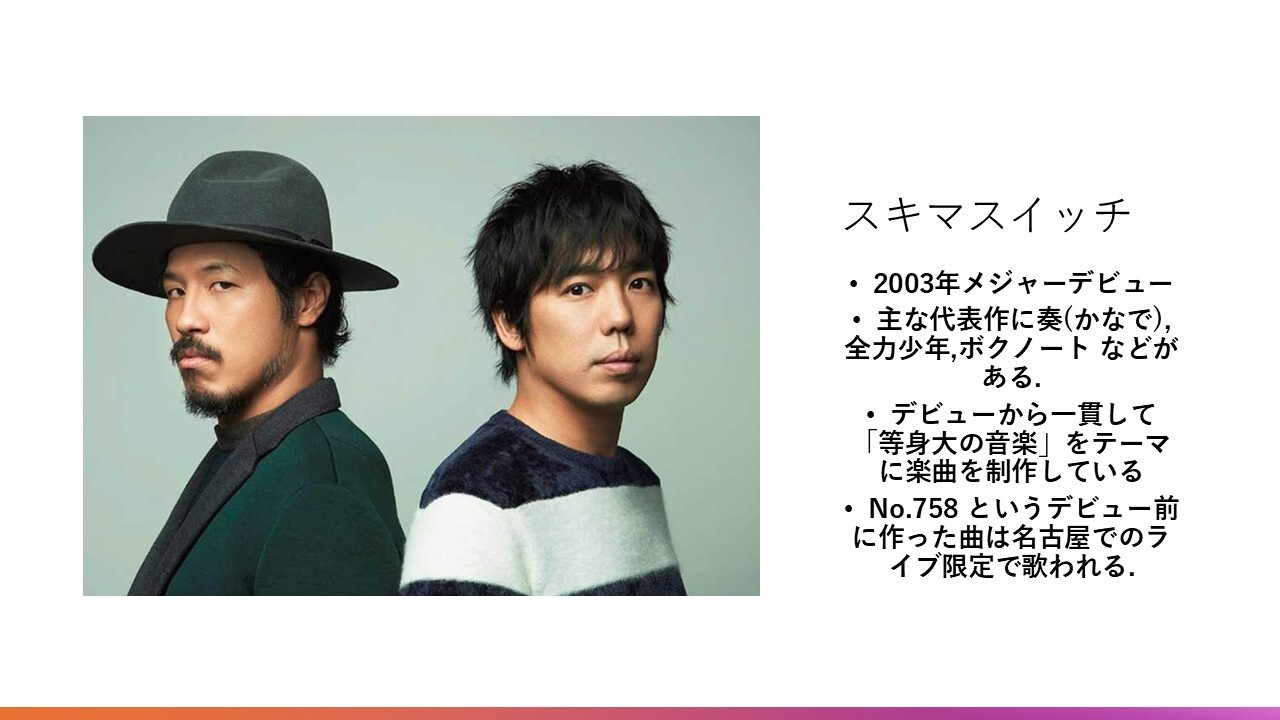 スキマスイッチ
• 2003年メジャーデビュー
• 主な代表作に奏(かなで),
全力少年,ボクノート などが
ある.
• デビューから一貫して
「等身大の音楽」をテーマ
に楽曲を制作している
• No.758 というデビュー前
に作った曲は名古屋でのラ
イブ限定で歌われる.